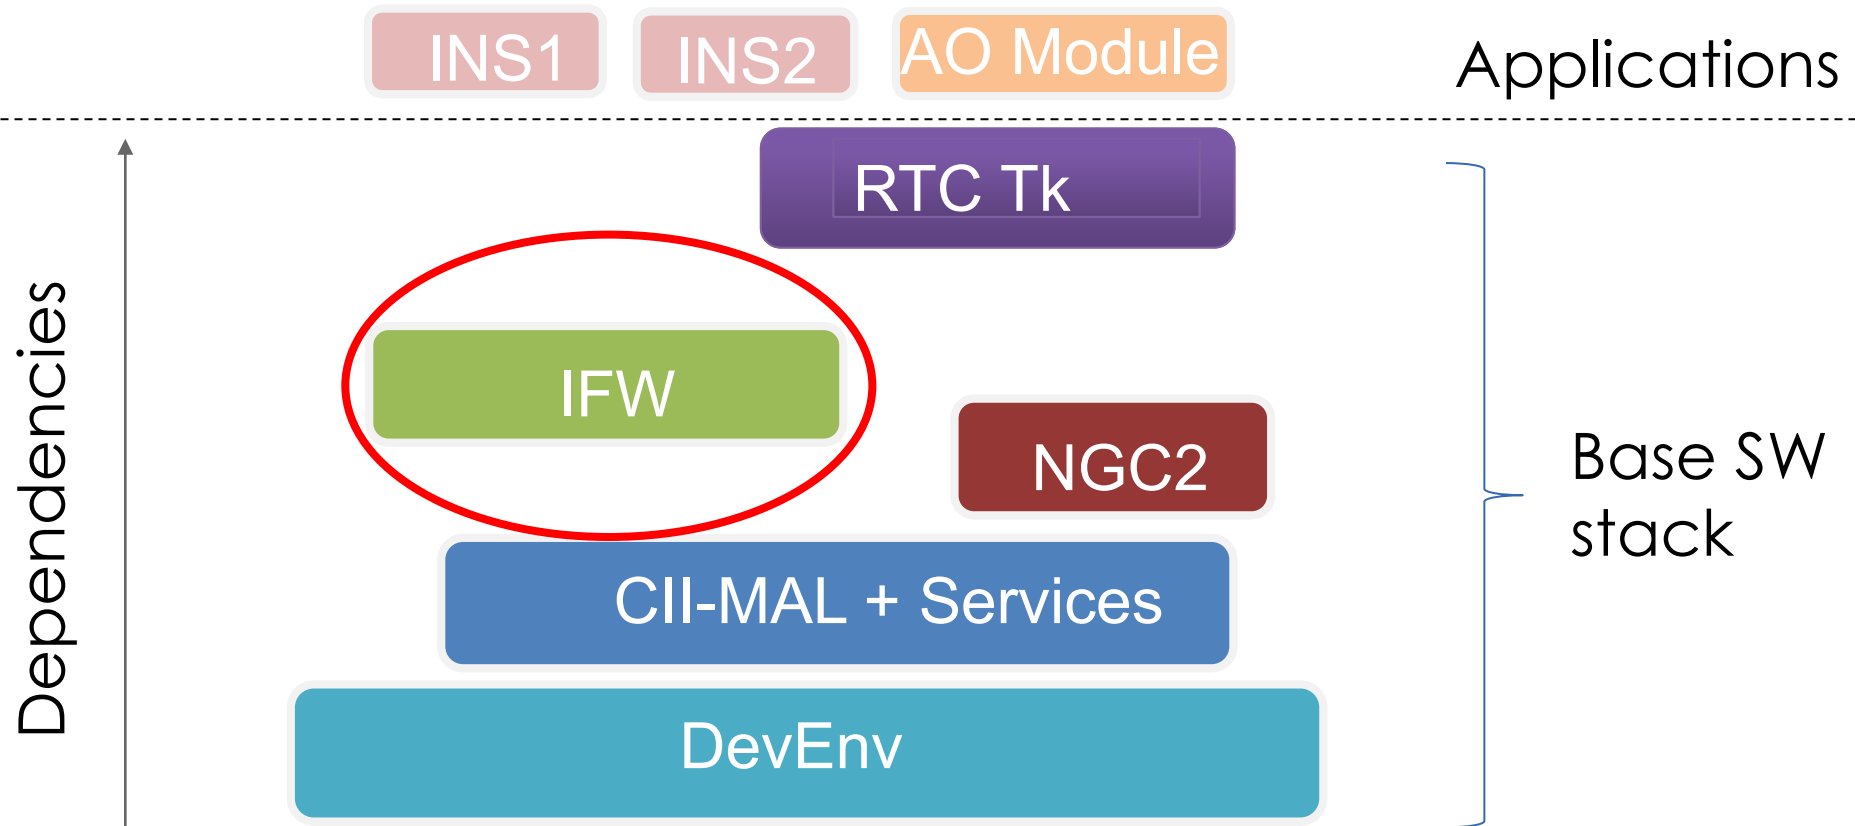 INS1
INS2
AO Module
Applications
RTC Tk
Dependencies
IFW
NGC2
Base SW
stack
CII-MAL + Services
DevEnv